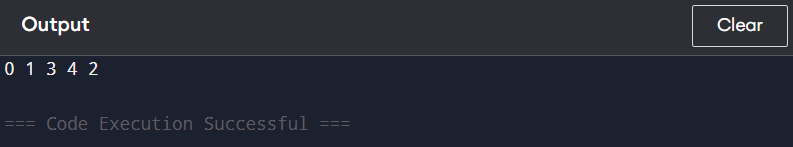 Output
Clear
0 1 3 4 2
=== Code Execution Successful ===